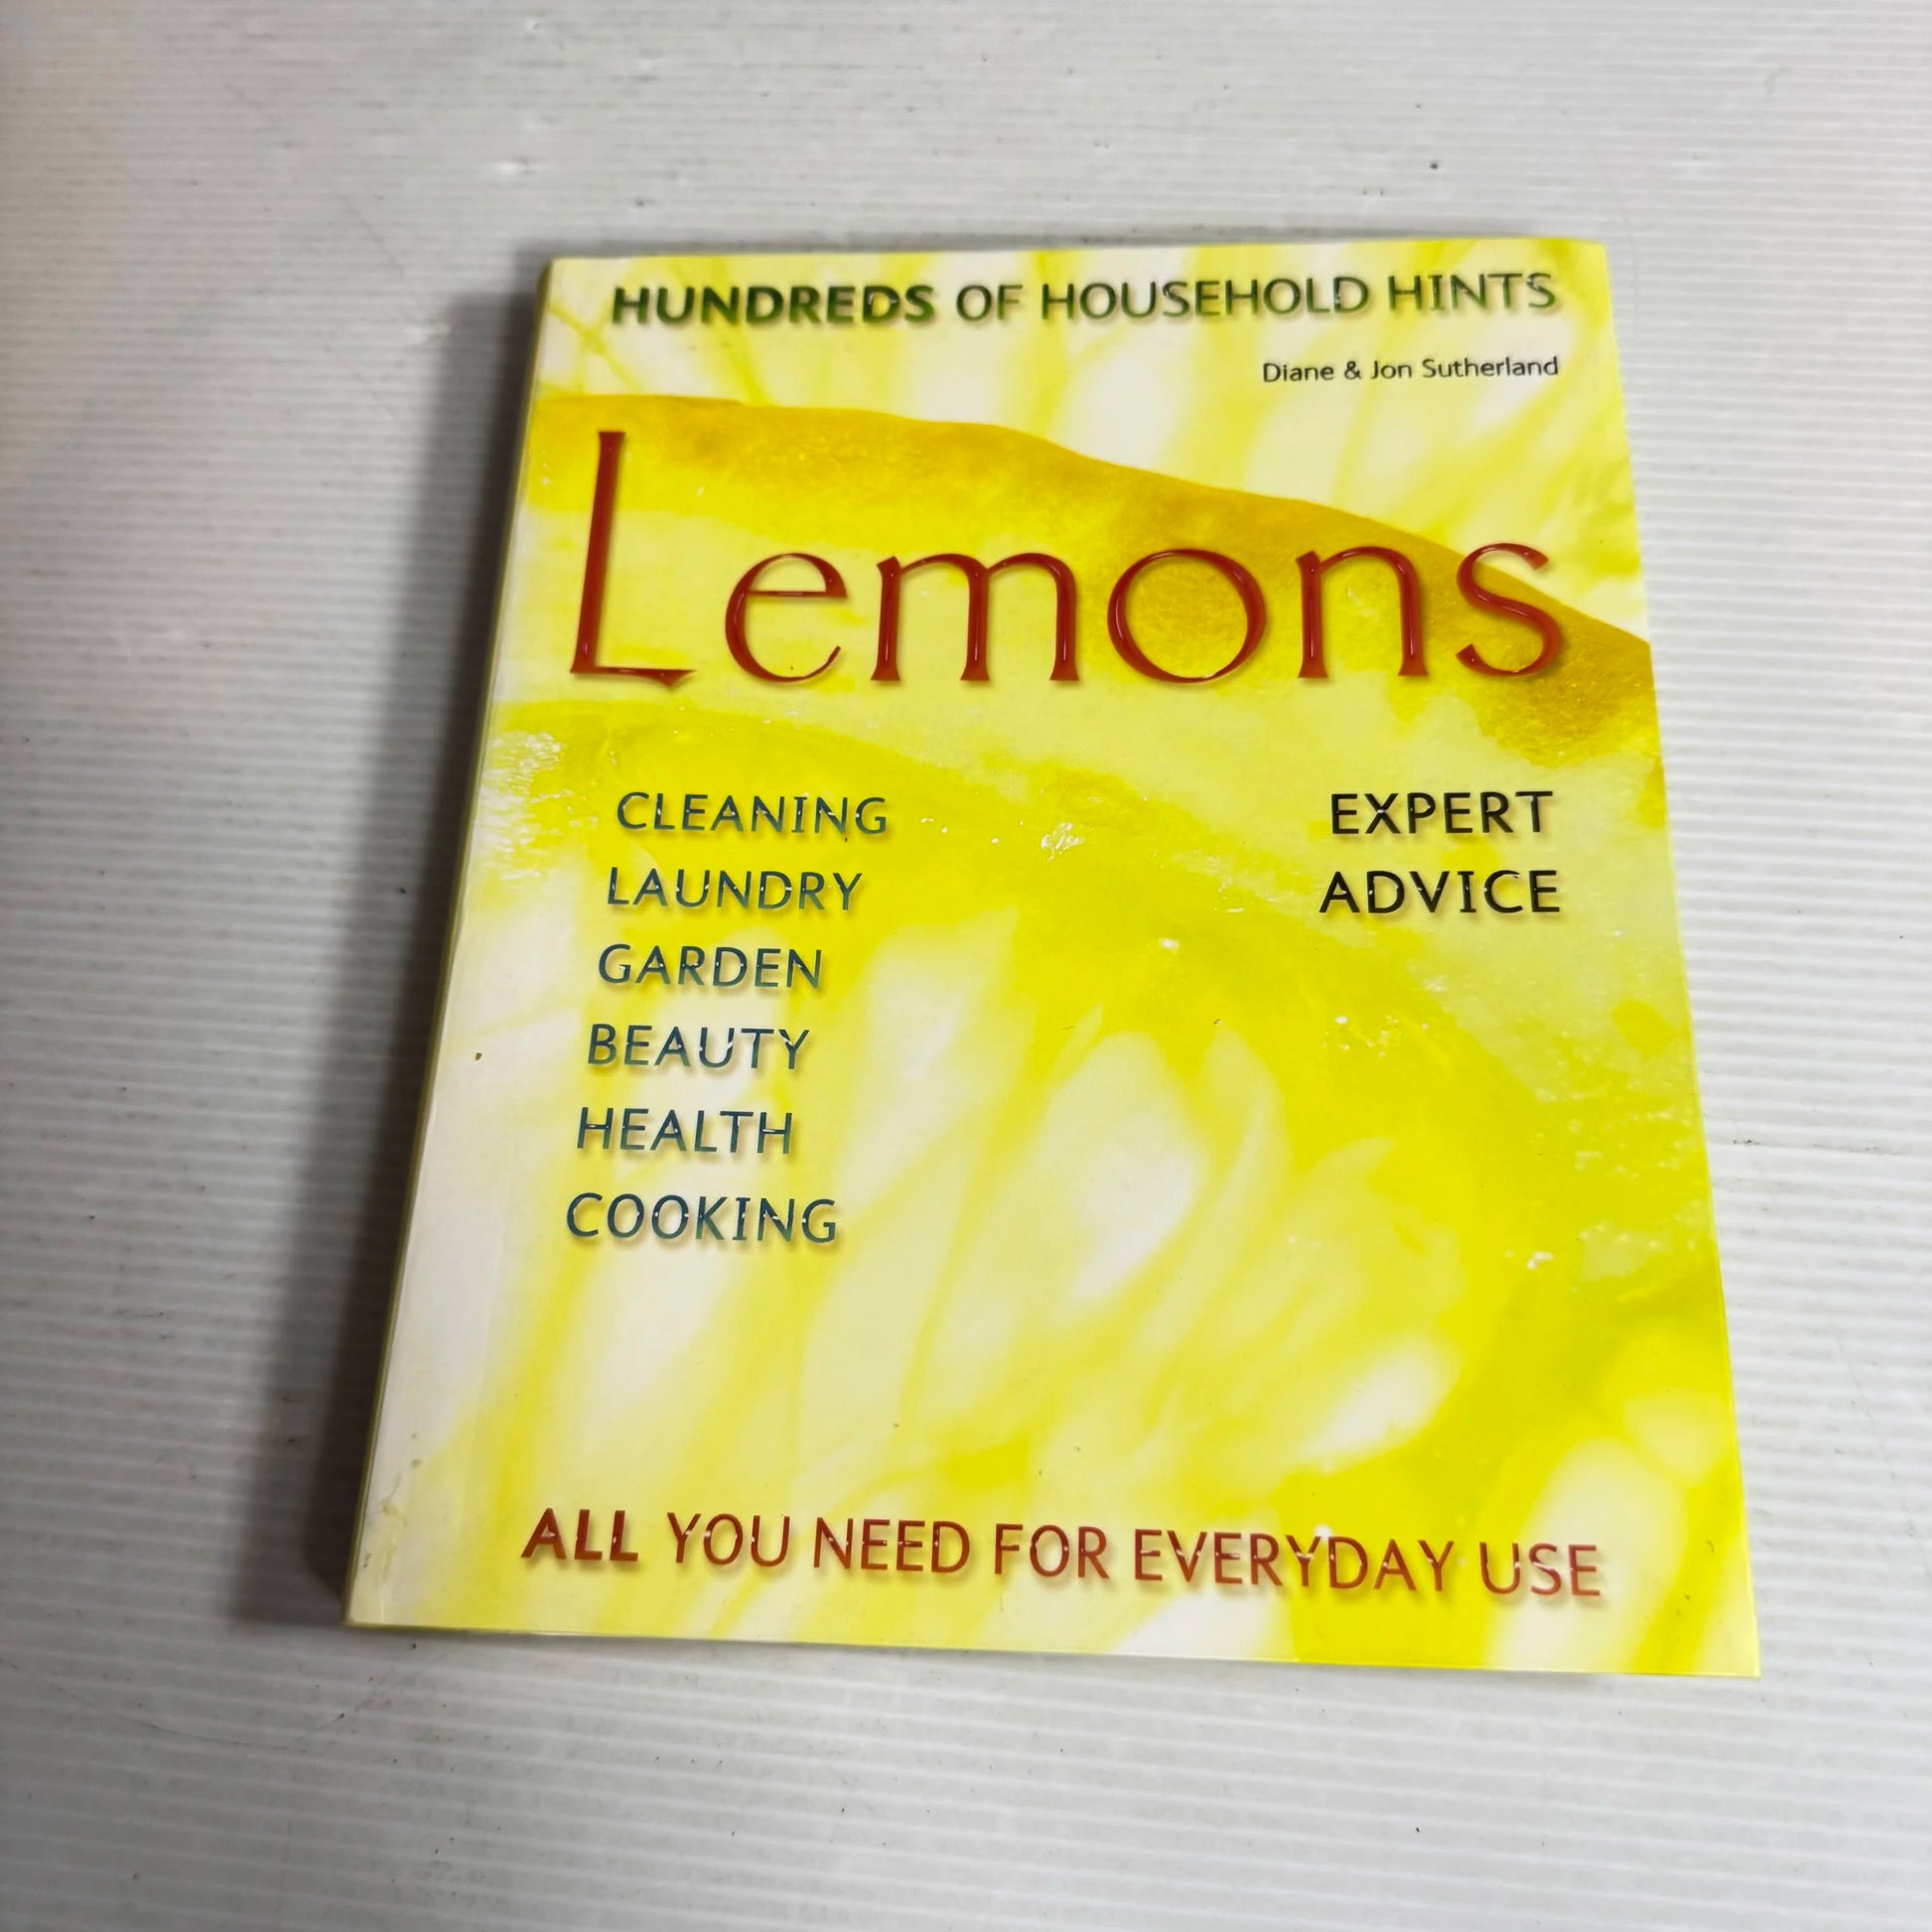 HUNDREDS OF HOUSEHOLD HINTS
Diane & Jon Sutherland
Lemons
CLEANING
LAUNDRY
GARDEN
BEAUTY
HEALTH
COOKING
EXPERT
ADVICE
ALL YOU NEED FOR EVERYDAY USE